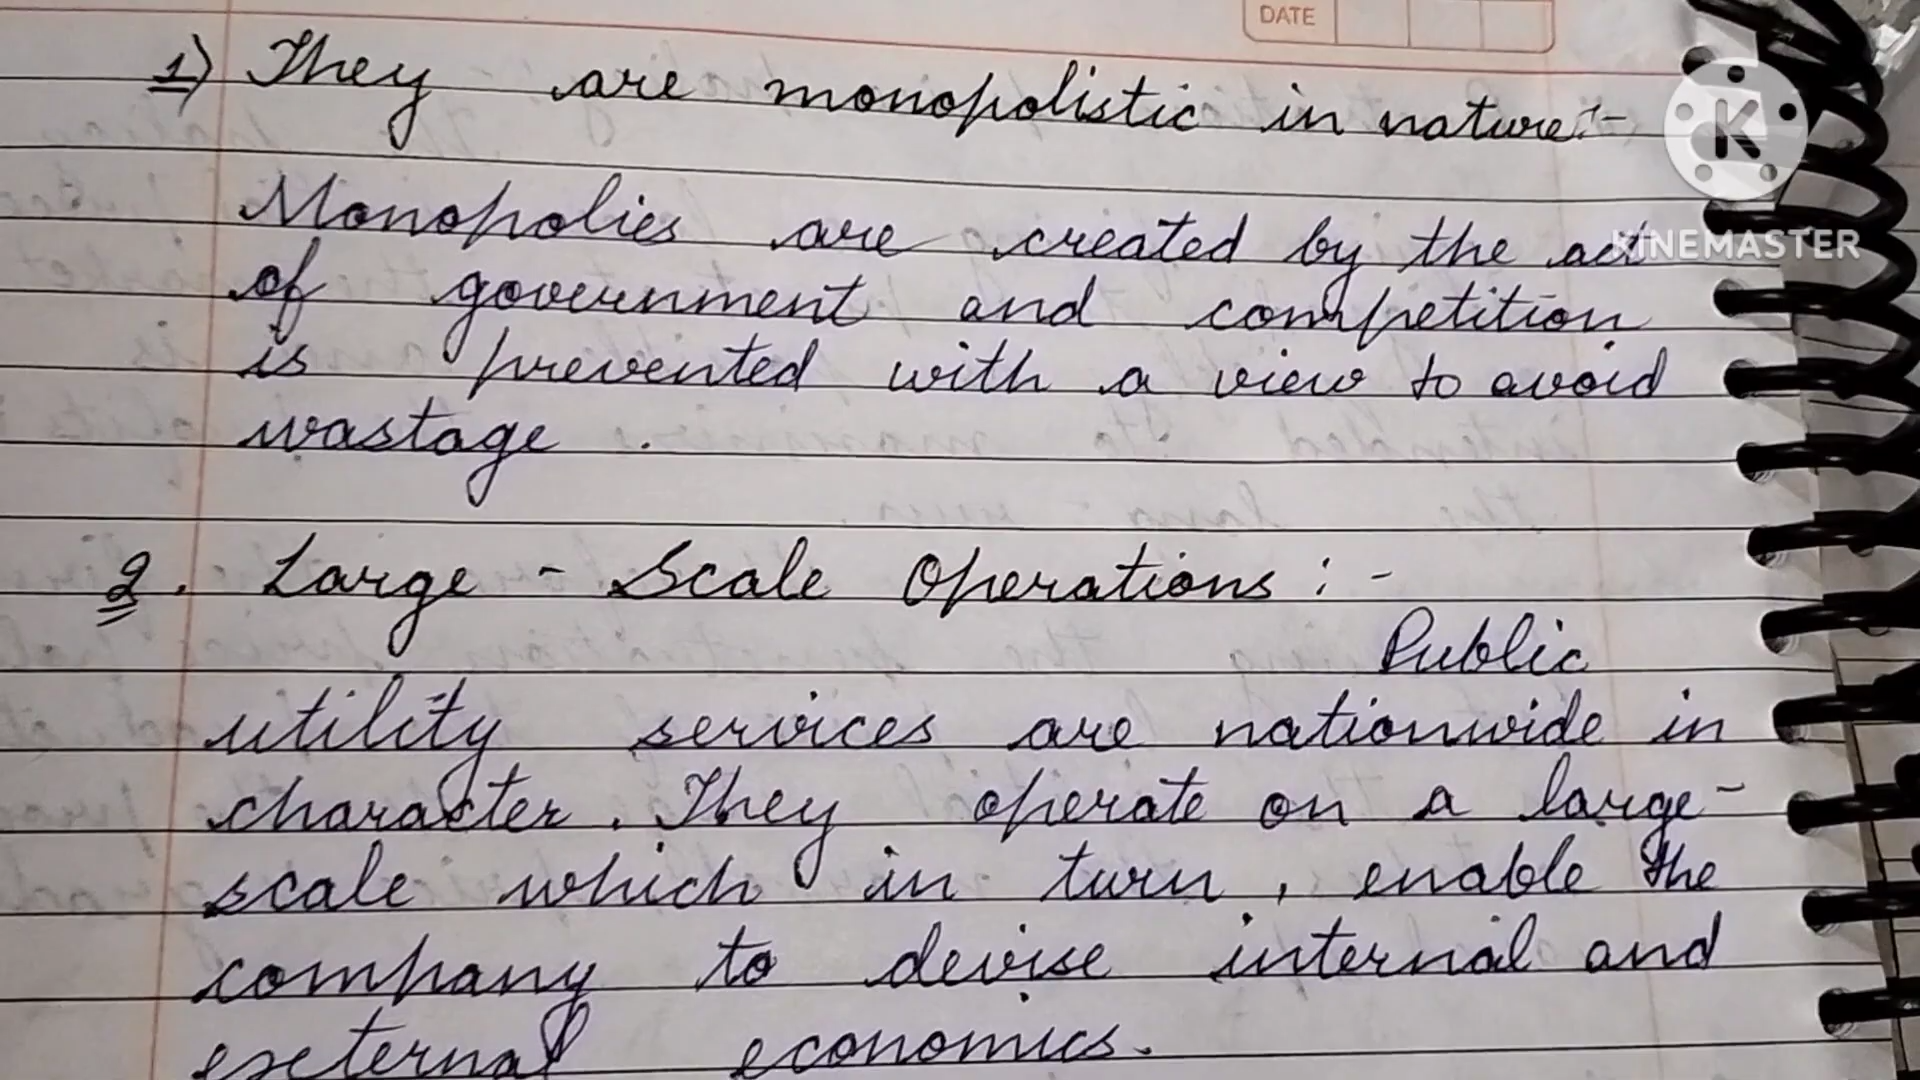 DATE
1) They are monopolistic in nature:-
Monopolies are created by the act
of government and competition
is prevented with a view to avoid
wastage.
2. Large - Scale Operations : -
Public
utility services are nationwide in
character. They operate on a large-
scale which in turn, enable the
company to devise internal and
external economics.
K
KINEMASTER